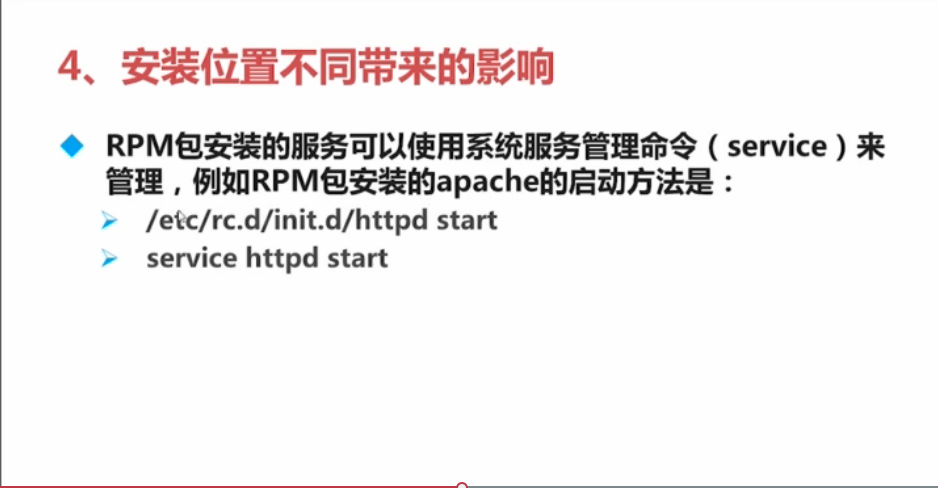 4、安装位置不同带来的影响
RPM包安装的服务可以使用系统服务管理命令（service）来
管理，例如RPM包安装的apache的启动方法是：
/etc/rc.d/init.d/httpd start
service httpd start